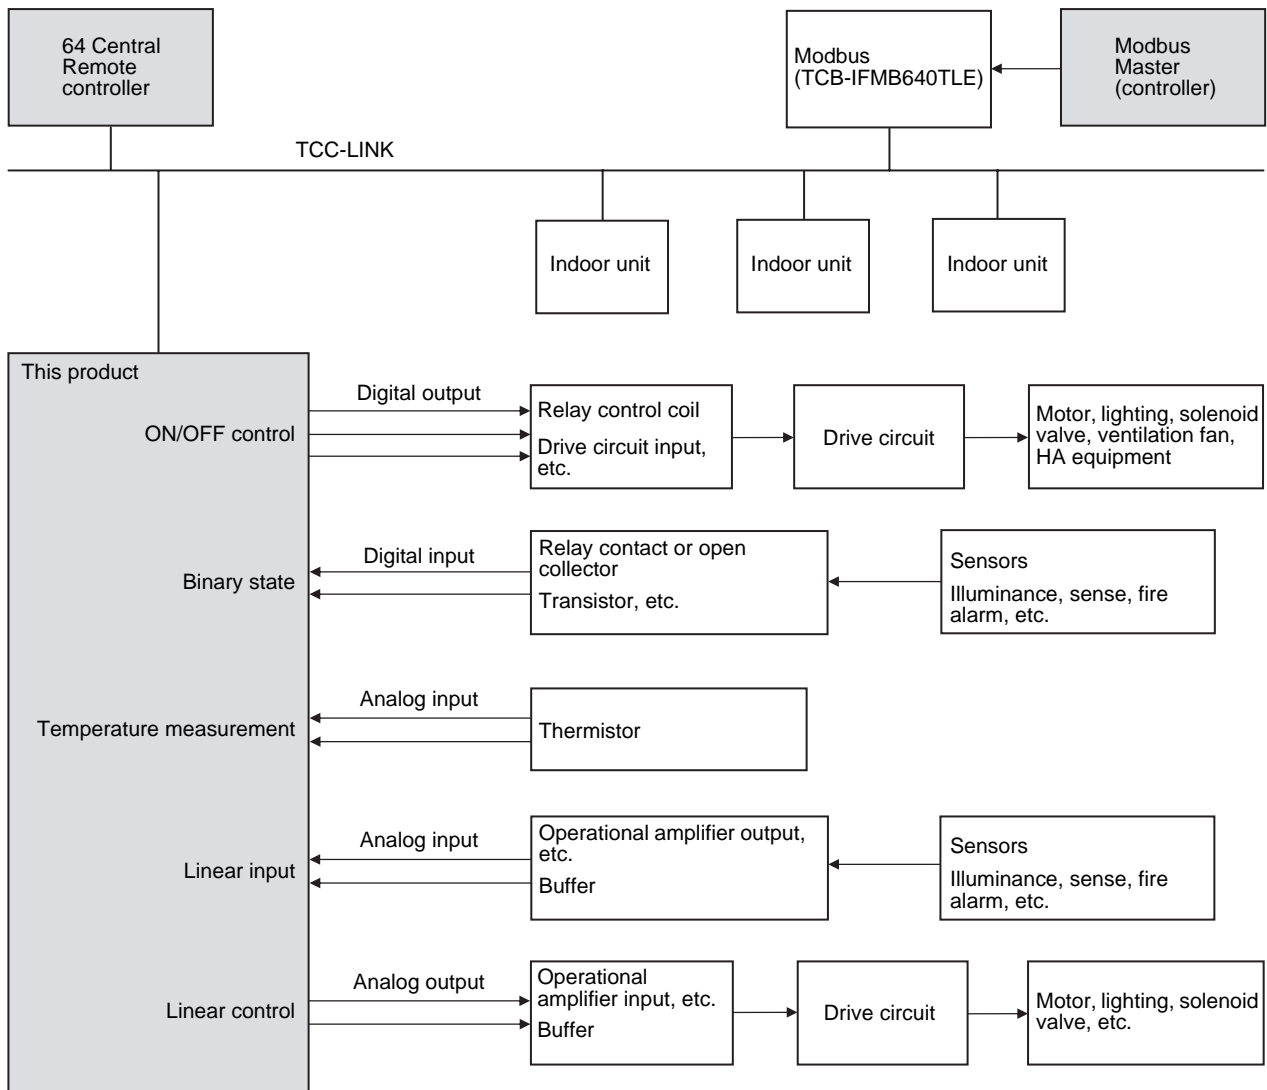 64 Central
Remote
controller
Modbus
(TCB-IFMB640TLE)
Modbus
Master
(controller)
TCC-LINK
Indoor unit
Indoor unit
Indoor unit
This product
ON/OFF control
Digital output
Relay control coil
Drive circuit input,
etc.
Drive circuit
Motor, lighting, solenoid
valve, ventilation fan,
HA equipment
Binary state
Digital input
Relay contact or open
collector
Transistor, etc.
Sensors
Illuminance, sense, fire
alarm, etc.
Temperature measurement
Analog input
Thermistor
Linear input
Analog input
Operational amplifier output,
etc.
Buffer
Sensors
Illuminance, sense, fire
alarm, etc.
Linear control
Analog output
Operational
amplifier input, etc.
Buffer
Drive circuit
Motor, lighting, solenoid
valve, etc.